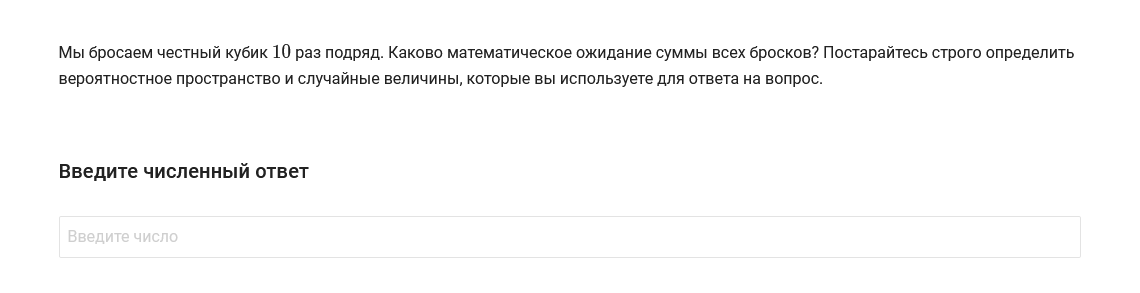 Мы бросаем честный кубик 10 раз подряд. Каково математическое ожидание суммы всех бросков? Постарайтесь строго определить
вероятностное пространство и случайные величины, которые вы используете для ответа на вопрос.
Введите численный ответ
Введите число